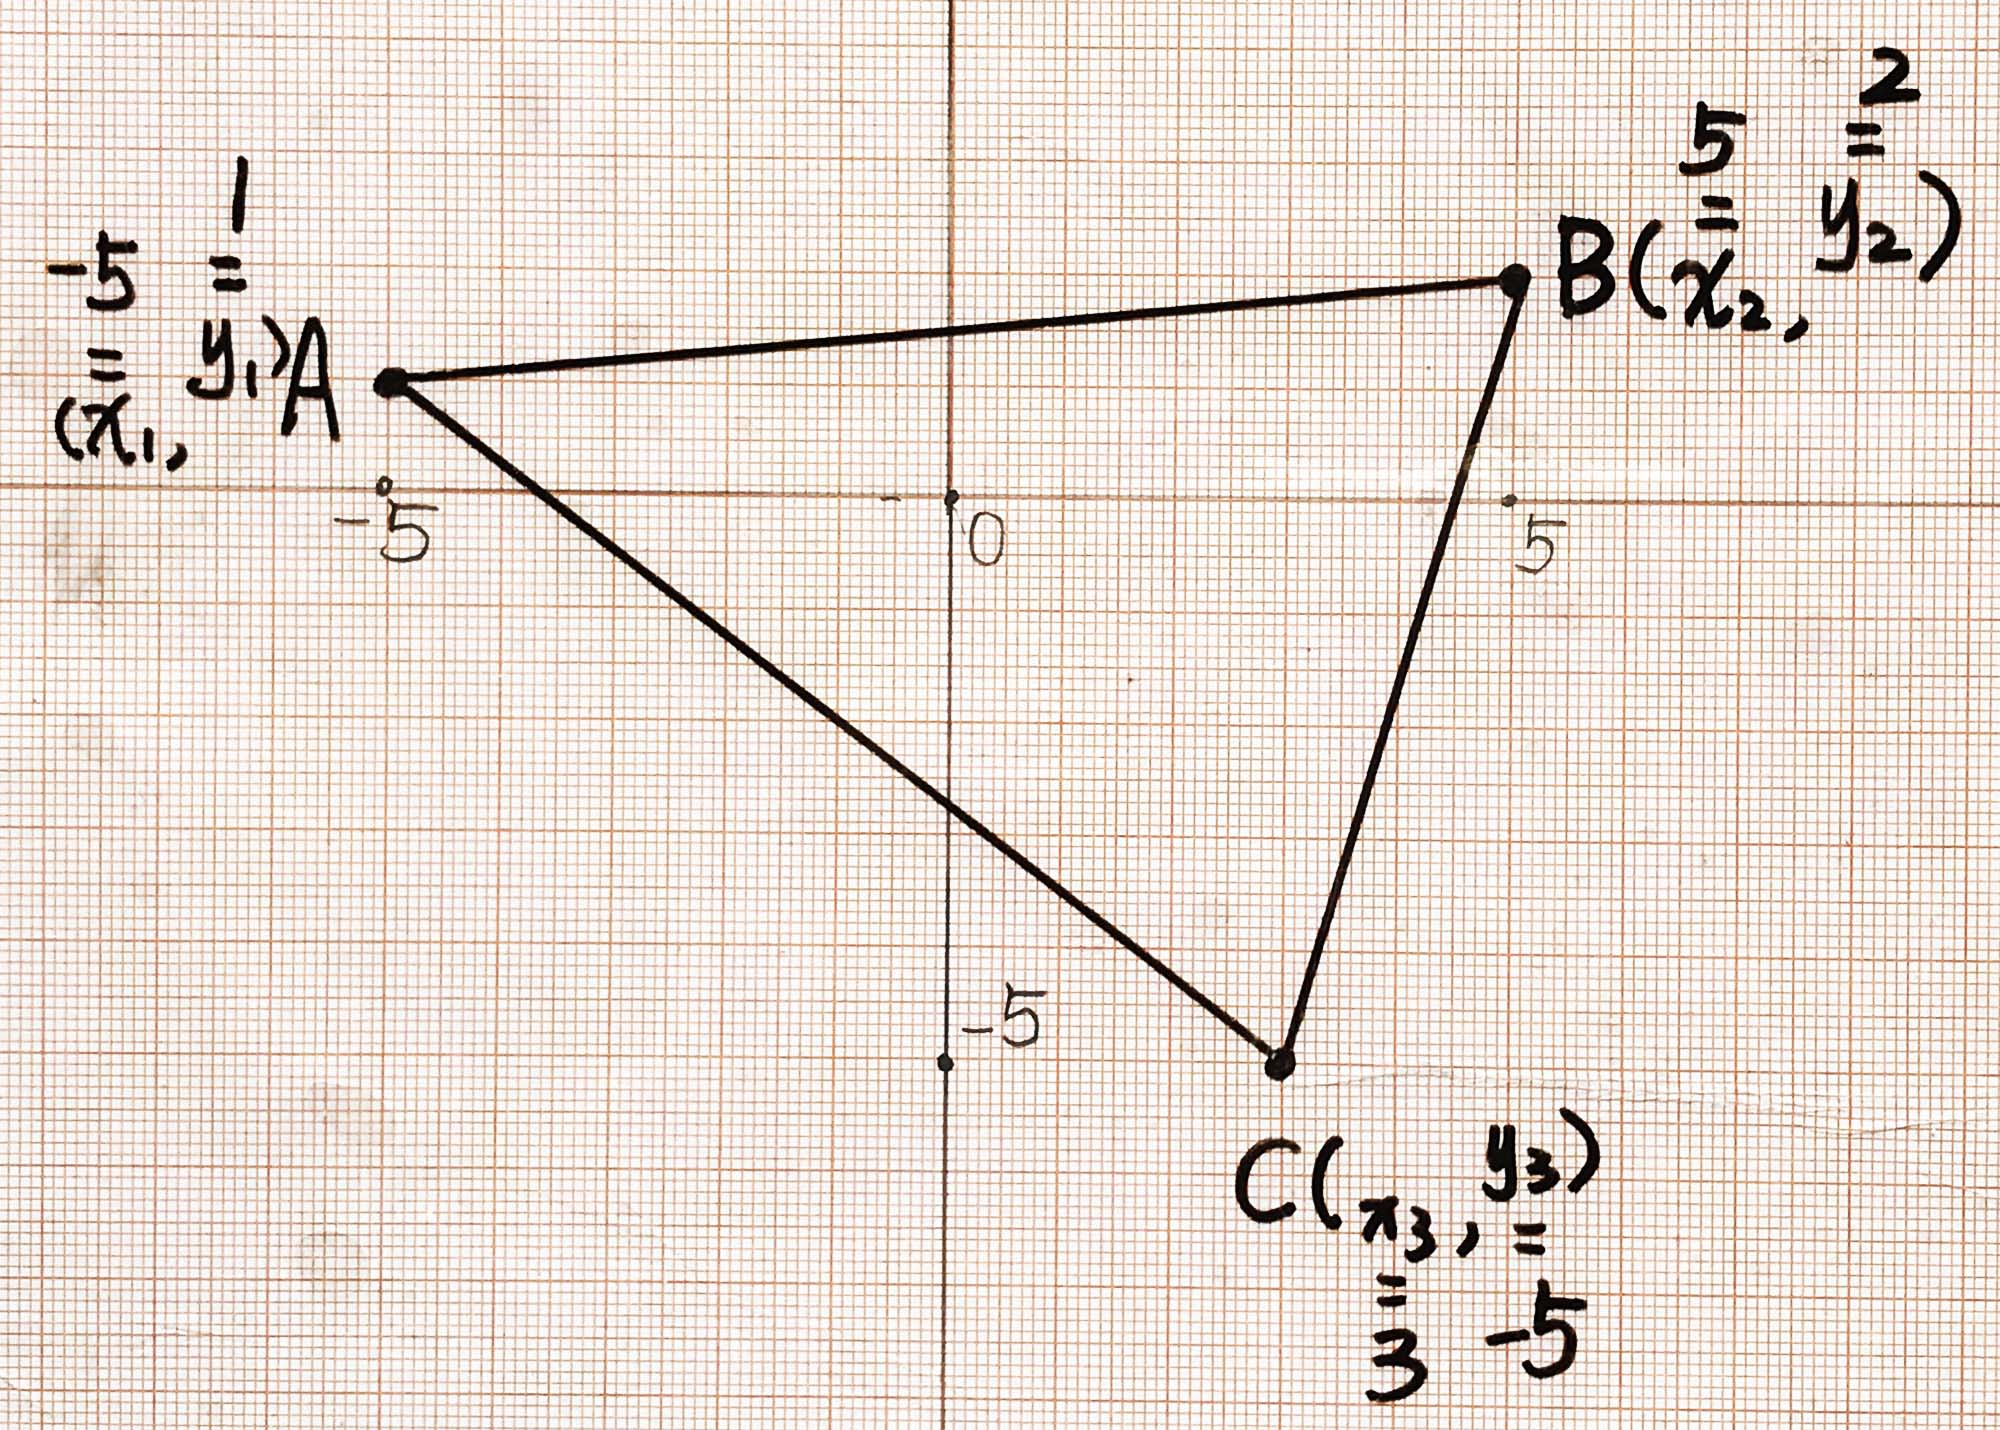 2
5 =
= y₂)
B(x₂,
1
-5 =
= y₁)A
(x₁,
-5
0
5
-5
C(x₃, y₃)
= =
3 -5